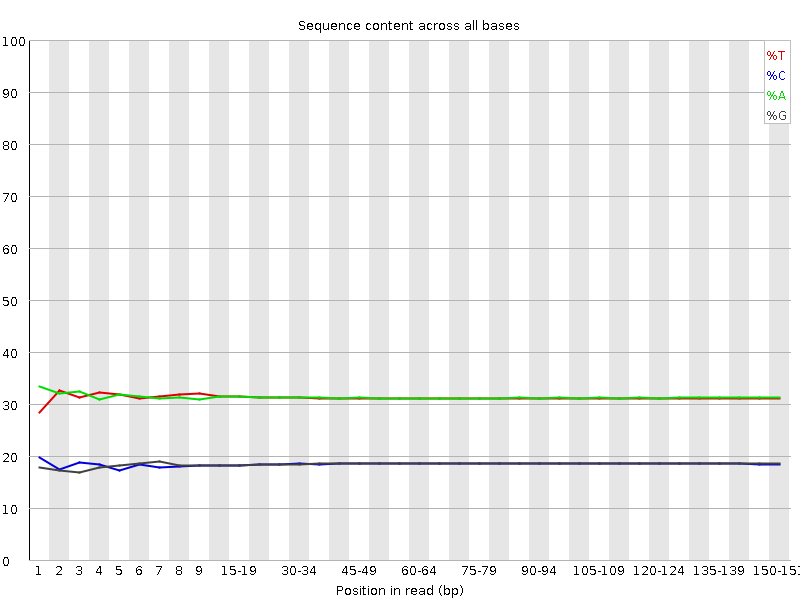 Sequence content across all bases
100
90
80
70
60
50
40
30
20
10
0
%T
%C
%A
%G
1 2 3 4 5 6 7 8 9 15-19 30-34 45-49 60-64 75-79 90-94 105-109 120-124 135-139 150-151
Position in read (bp)